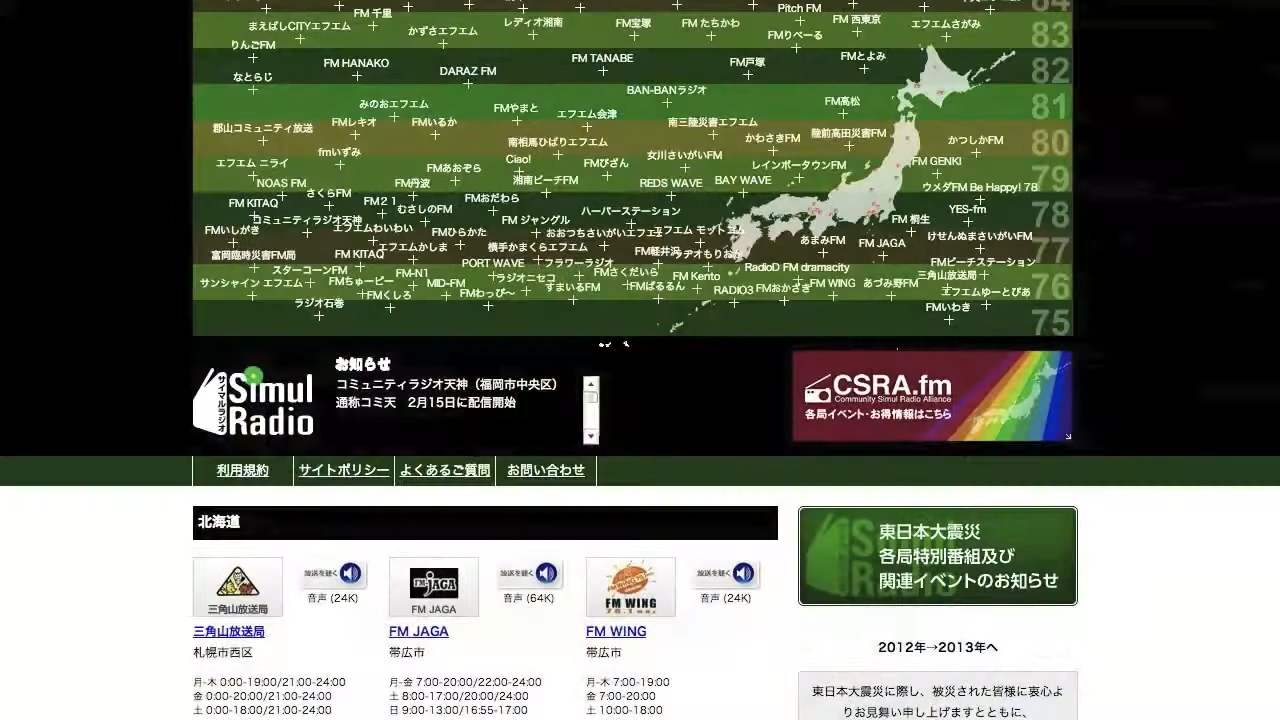 84
Pitch FM
FM 千里
まえばしCITYエフエム
かずさエフエム
レディオ湘南
FM宝塚
FM たちかわ
FMりべーる
FM 西東京
エフエムさがみ
83
りんごFM
なとらじ
FM HANAKO
DARAZ FM
FM TANABE
FM戸塚
FMとよみ
82
BAN-BANラジオ
みのおエフエム
FMやまと
エフエム会津
FM高松
81
郡山コミュニティ放送
FMレキオ
FMいるか
南三陸災害エフエム
かわさきFM
陸前高田災害FM
かつしかFM
80
fmいずみ
南相馬ひばりエフエム
エフエム ニライ
FMあおぞら
Ciao!
FMびざん
女川さいがいFM
レインボータウンFM
FM GENKI
79
NOAS FM
さくらFM
FM丹波
湘南ビーチFM
REDS WAVE
BAY WAVE
ウメダFM Be Happy! 78
FM KITAQ
FM２１
むさしのFM
FMおだわら
ハーバーステーション
YES-fm
78
コミュニティラジオ天神
FM ジャングル
FM 桐生
FMいしがき
エフエムわいわい
FMひらかた
おおつちさいがいエフエ
エフエム モットコム
けせんぬまさいがいFM
77
富岡臨時災害FM局
FM KITAQ
エフエムかしま
横手かまくらエフエム
FM軽井沢
あまみFM
FM JAGA
FMピーチステーション
スターコーンFM
PORT WAVE
フラワーラジオ
RadioD FM dramacity
三角山放送局
76
サンシャイン エフエム
FMちゅーピー
FM-N1
MID-FM
ラジオニセコ
FMさくだいら
FM Kento
FM WING
あづみ野FM
エフエムゆーとぴあ
FMくしろ
FMわっぴ～
すまいるFM
FMぱるるん
RADIO3
FMおかざき
ラジオ石巻
FMいわき
75
サイマルラジオ
Simul
Radio
お知らせ
コミュニティラジオ天神（福岡市中央区）
通称コミ天　2月15日に配信開始
CSRA.fm
Community Simul Radio Alliance
各局イベント・お得情報はこちら
利用規約
サイトポリシー
よくあるご質問
お問い合わせ
北海道
三角山放送局
放送を聴く
音声 (24K)
三角山放送局
札幌市西区
月-木 0:00-19:00/21:00-24:00
金 0:00-20:00/21:00-24:00
土 0:00-18:00/21:00-24:00
FM JAGA
FM JAGA
放送を聴く
音声 (64K)
FM JAGA
帯広市
月-金 7:00-20:00/22:00-24:00
土 8:00-17:00/20:00/24:00
日 9:00-13:00/16:55-17:00
FM WING
放送を聴く
音声 (24K)
FM WING
帯広市
月-木 7:00-19:00
金 7:00-20:00
土 10:00-18:00
東日本大震災
各局特別番組及び
関連イベントのお知らせ
2012年→2013年へ
東日本大震災に際し、被災された皆様に衷心よ
りお見舞い申し上げますとともに、